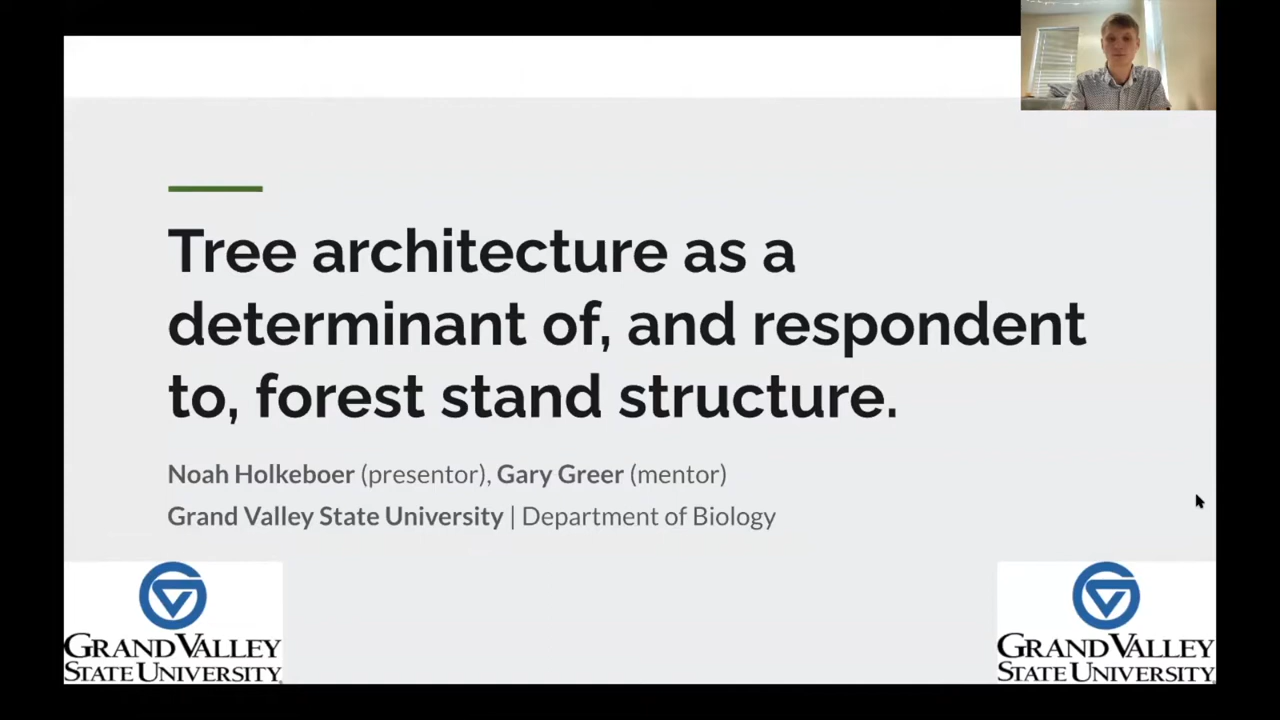 Tree architecture as a
determinant of, and respondent
to, forest stand structure.
Noah Holkeboer (presentor), Gary Greer (mentor)
Grand Valley State University | Department of Biology
GRAND VALLEY
STATE UNIVERSITY
GRAND VALLEY
STATE UNIVERSITY